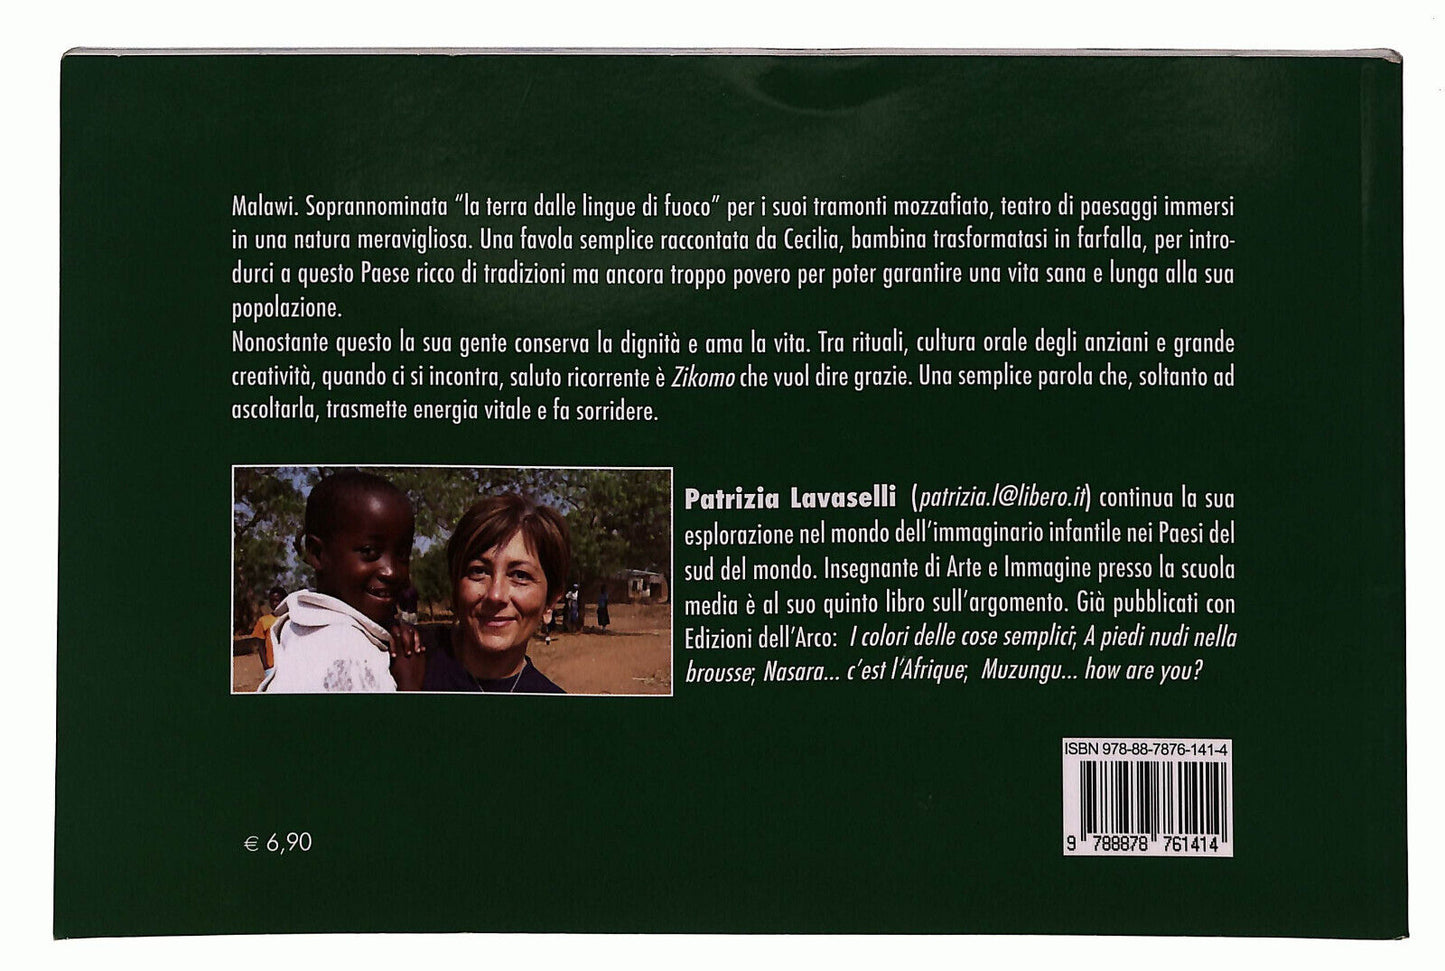 Malawi. Soprannominata “la terra dalle lingue di fuoco” per i suoi tramonti mozzafiato, teatro di paesaggi immersi
in una natura meravigliosa. Una favola semplice raccontata da Cecilia, bambina trasformatasi in farfalla, per intro-
durci a questo Paese ricco di tradizioni ma ancora troppo povero per poter garantire una vita sana e lunga alla sua
popolazione.
Nonostante questo la sua gente conserva la dignità e ama la vita. Tra rituali, cultura orale degli anziani e grande
creatività, quando ci si incontra, saluto ricorrente è Zikomo che vuol dire grazie. Una semplice parola che, soltanto ad
ascoltarla, trasmette energia vitale e fa sorridere.
Patrizia Lavaselli (patrizia.l@libero.it) continua la sua
esplorazione nel mondo dell’immaginario infantile nei Paesi del
sud del mondo. Insegnante di Arte e Immagine presso la scuola
media è al suo quinto libro sull’argomento. Già pubblicati con
Edizioni dell’Arco: I colori delle cose semplici; A piedi nudi nella
brousse; Nasara... c’est l’Afrique; Muzungu... how are you?
ISBN 978-88-7876-141-4
9 788878 761414
€ 6,90